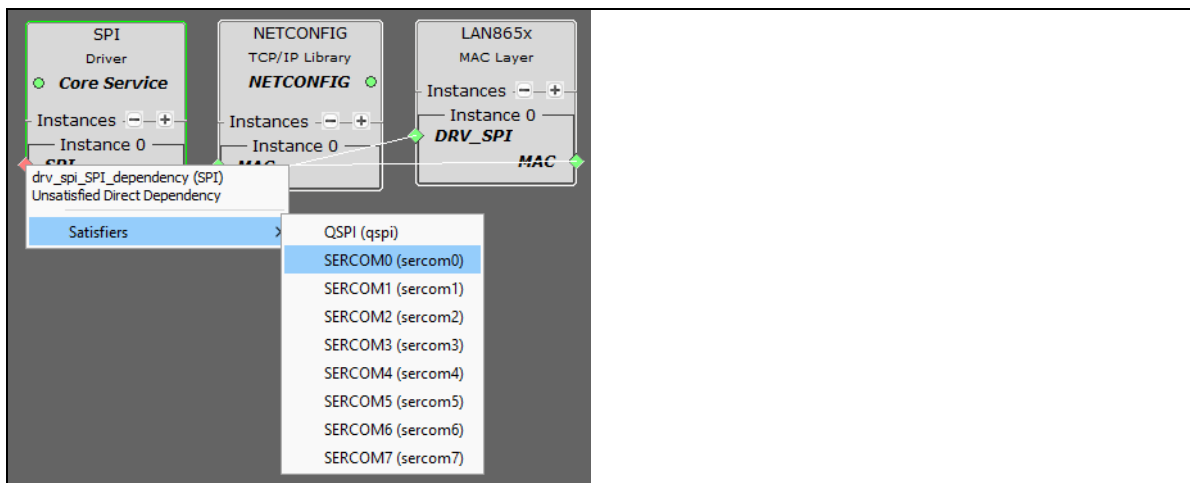 SPI
Driver
Core Service
Instances
Instance 0
SPI
NETCONFIG
TCP/IP Library
NETCONFIG
Instances
Instance 0
MAC
LAN865x
MAC Layer
Instances
Instance 0
DRV_SPI
MAC
drv_spi_SPI_dependency (SPI)
Unsatisfied Direct Dependency
Satisfiers
QSPI (qspi)
SERCOM0 (sercom0)
SERCOM1 (sercom1)
SERCOM2 (sercom2)
SERCOM3 (sercom3)
SERCOM4 (sercom4)
SERCOM5 (sercom5)
SERCOM6 (sercom6)
SERCOM7 (sercom7)